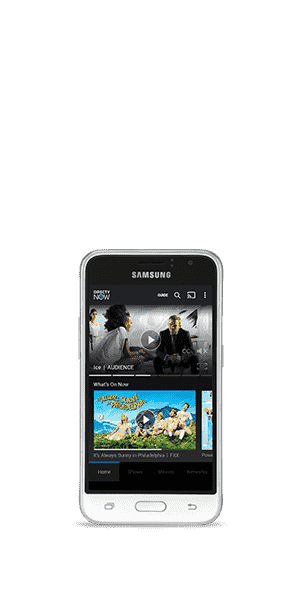 SAMSUNG
DIRECTV
NOW
GUIDE
Ice | AUDIENCE
CC
What's On Now
It's Always Sunny in Philadelphia
It's Always Sunny in Philadelphia | FXX
Powe
Home
Shows
Movies
Networks